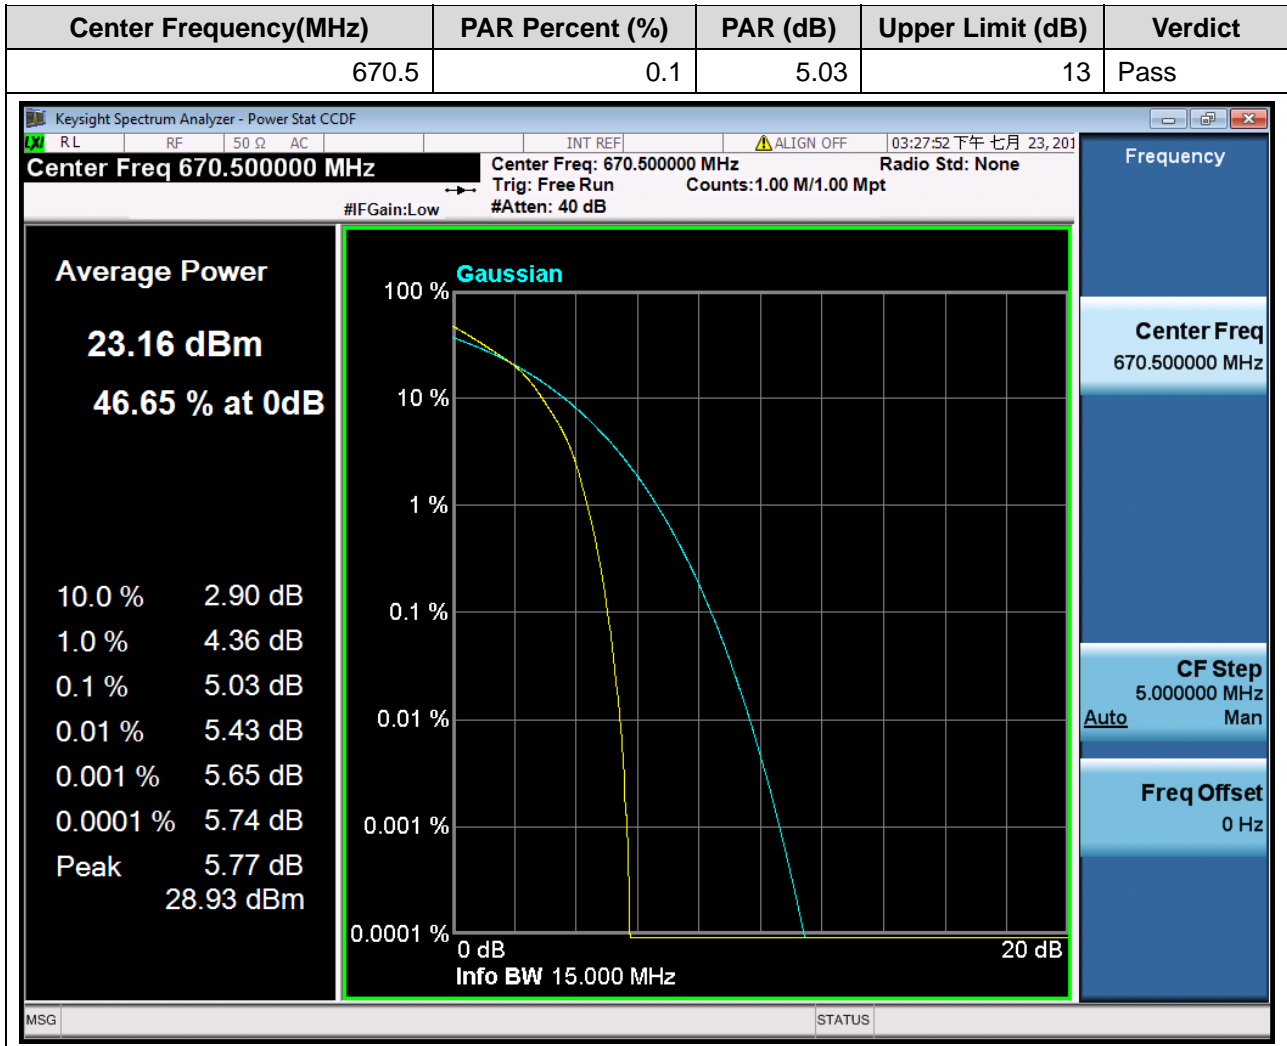 Center Frequency(MHz) PAR Percent (%) PAR (dB) Upper Limit (dB) Verdict
670.5 0.1 5.03 13 Pass
Keysight Spectrum Analyzer - Power Stat CCDF
LXI RL RF 50 Ω AC INT REF ALIGN OFF 03:27:52 下午 七月 23, 201
Center Freq 670.500000 MHz
Center Freq: 670.500000 MHz Radio Std: None
Trig: Free Run Counts:1.00 M/1.00 Mpt
#IFGain:Low #Atten: 40 dB
Frequency
Average Power
23.16 dBm
46.65 % at 0dB
10.0 % 2.90 dB
1.0 % 4.36 dB
0.1 % 5.03 dB
0.01 % 5.43 dB
0.001 % 5.65 dB
0.0001 % 5.74 dB
Peak 5.77 dB
28.93 dBm
Gaussian
100 %
10 %
1 %
0.1 %
0.01 %
0.001 %
0.0001 %
0 dB 20 dB
Info BW 15.000 MHz
Center Freq
670.500000 MHz
CF Step
5.000000 MHz
Auto Man
Freq Offset
0 Hz
MSG STATUS